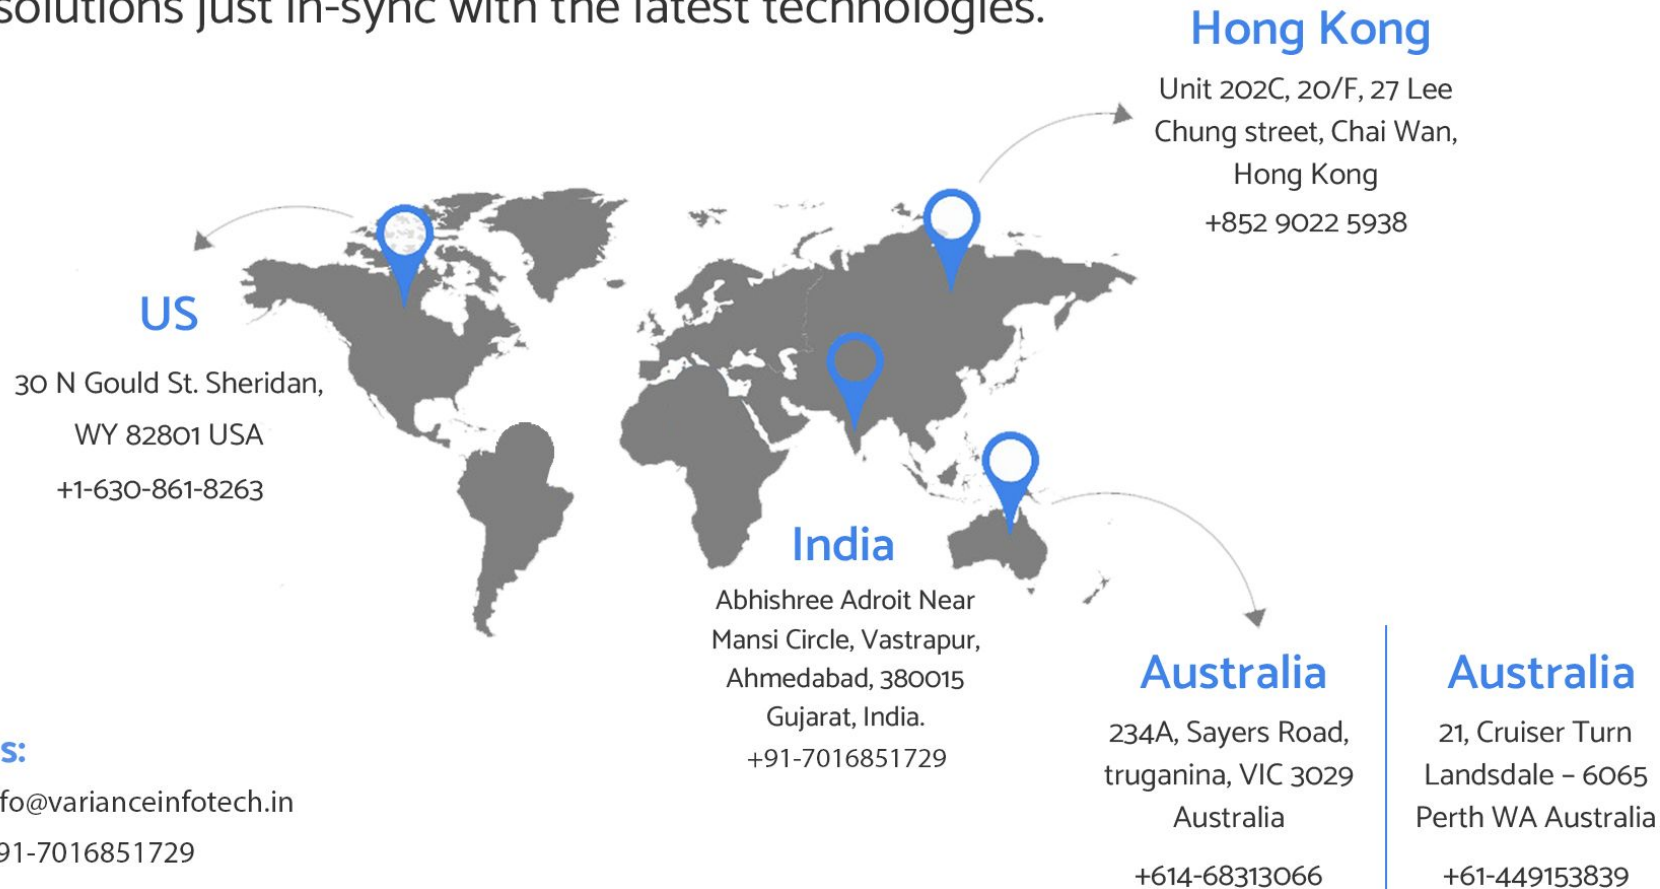 solutions just in-sync with the latest technologies.
Hong Kong
Unit 202C, 20/F, 27 Lee
Chung street, Chai Wan,
Hong Kong
+852 9022 5938
US
30 N Gould St. Sheridan,
WY 82801 USA
+1-630-861-8263
India
Abhishree Adroit Near
Mansi Circle, Vastrapur,
Ahmedabad, 380015
Gujarat, India.
+91-7016851729
Australia
234A, Sayers Road,
truganina, VIC 3029
Australia
+614-68313066
Australia
21, Cruiser Turn
Landsdale – 6065
Perth WA Australia
+61-449153839
s:
fo@varianceinfotech.in
91-7016851729